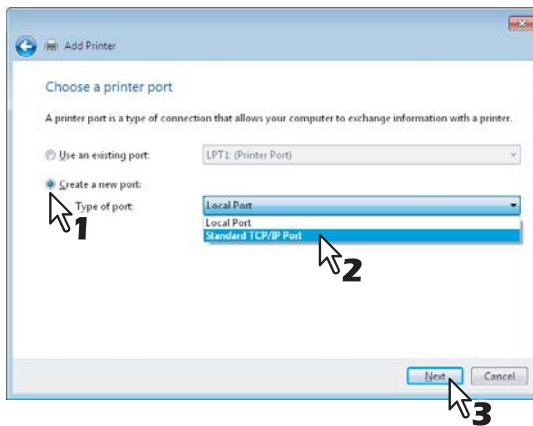 Add Printer
Choose a printer port
A printer port is a type of connection that allows your computer to exchange information with a printer.
Use an existing port: LPT1: (Printer Port)
Create a new port:
Type of port: Local Port
1
Local Port
Standard TCP/IP Port
2
Next Cancel
3